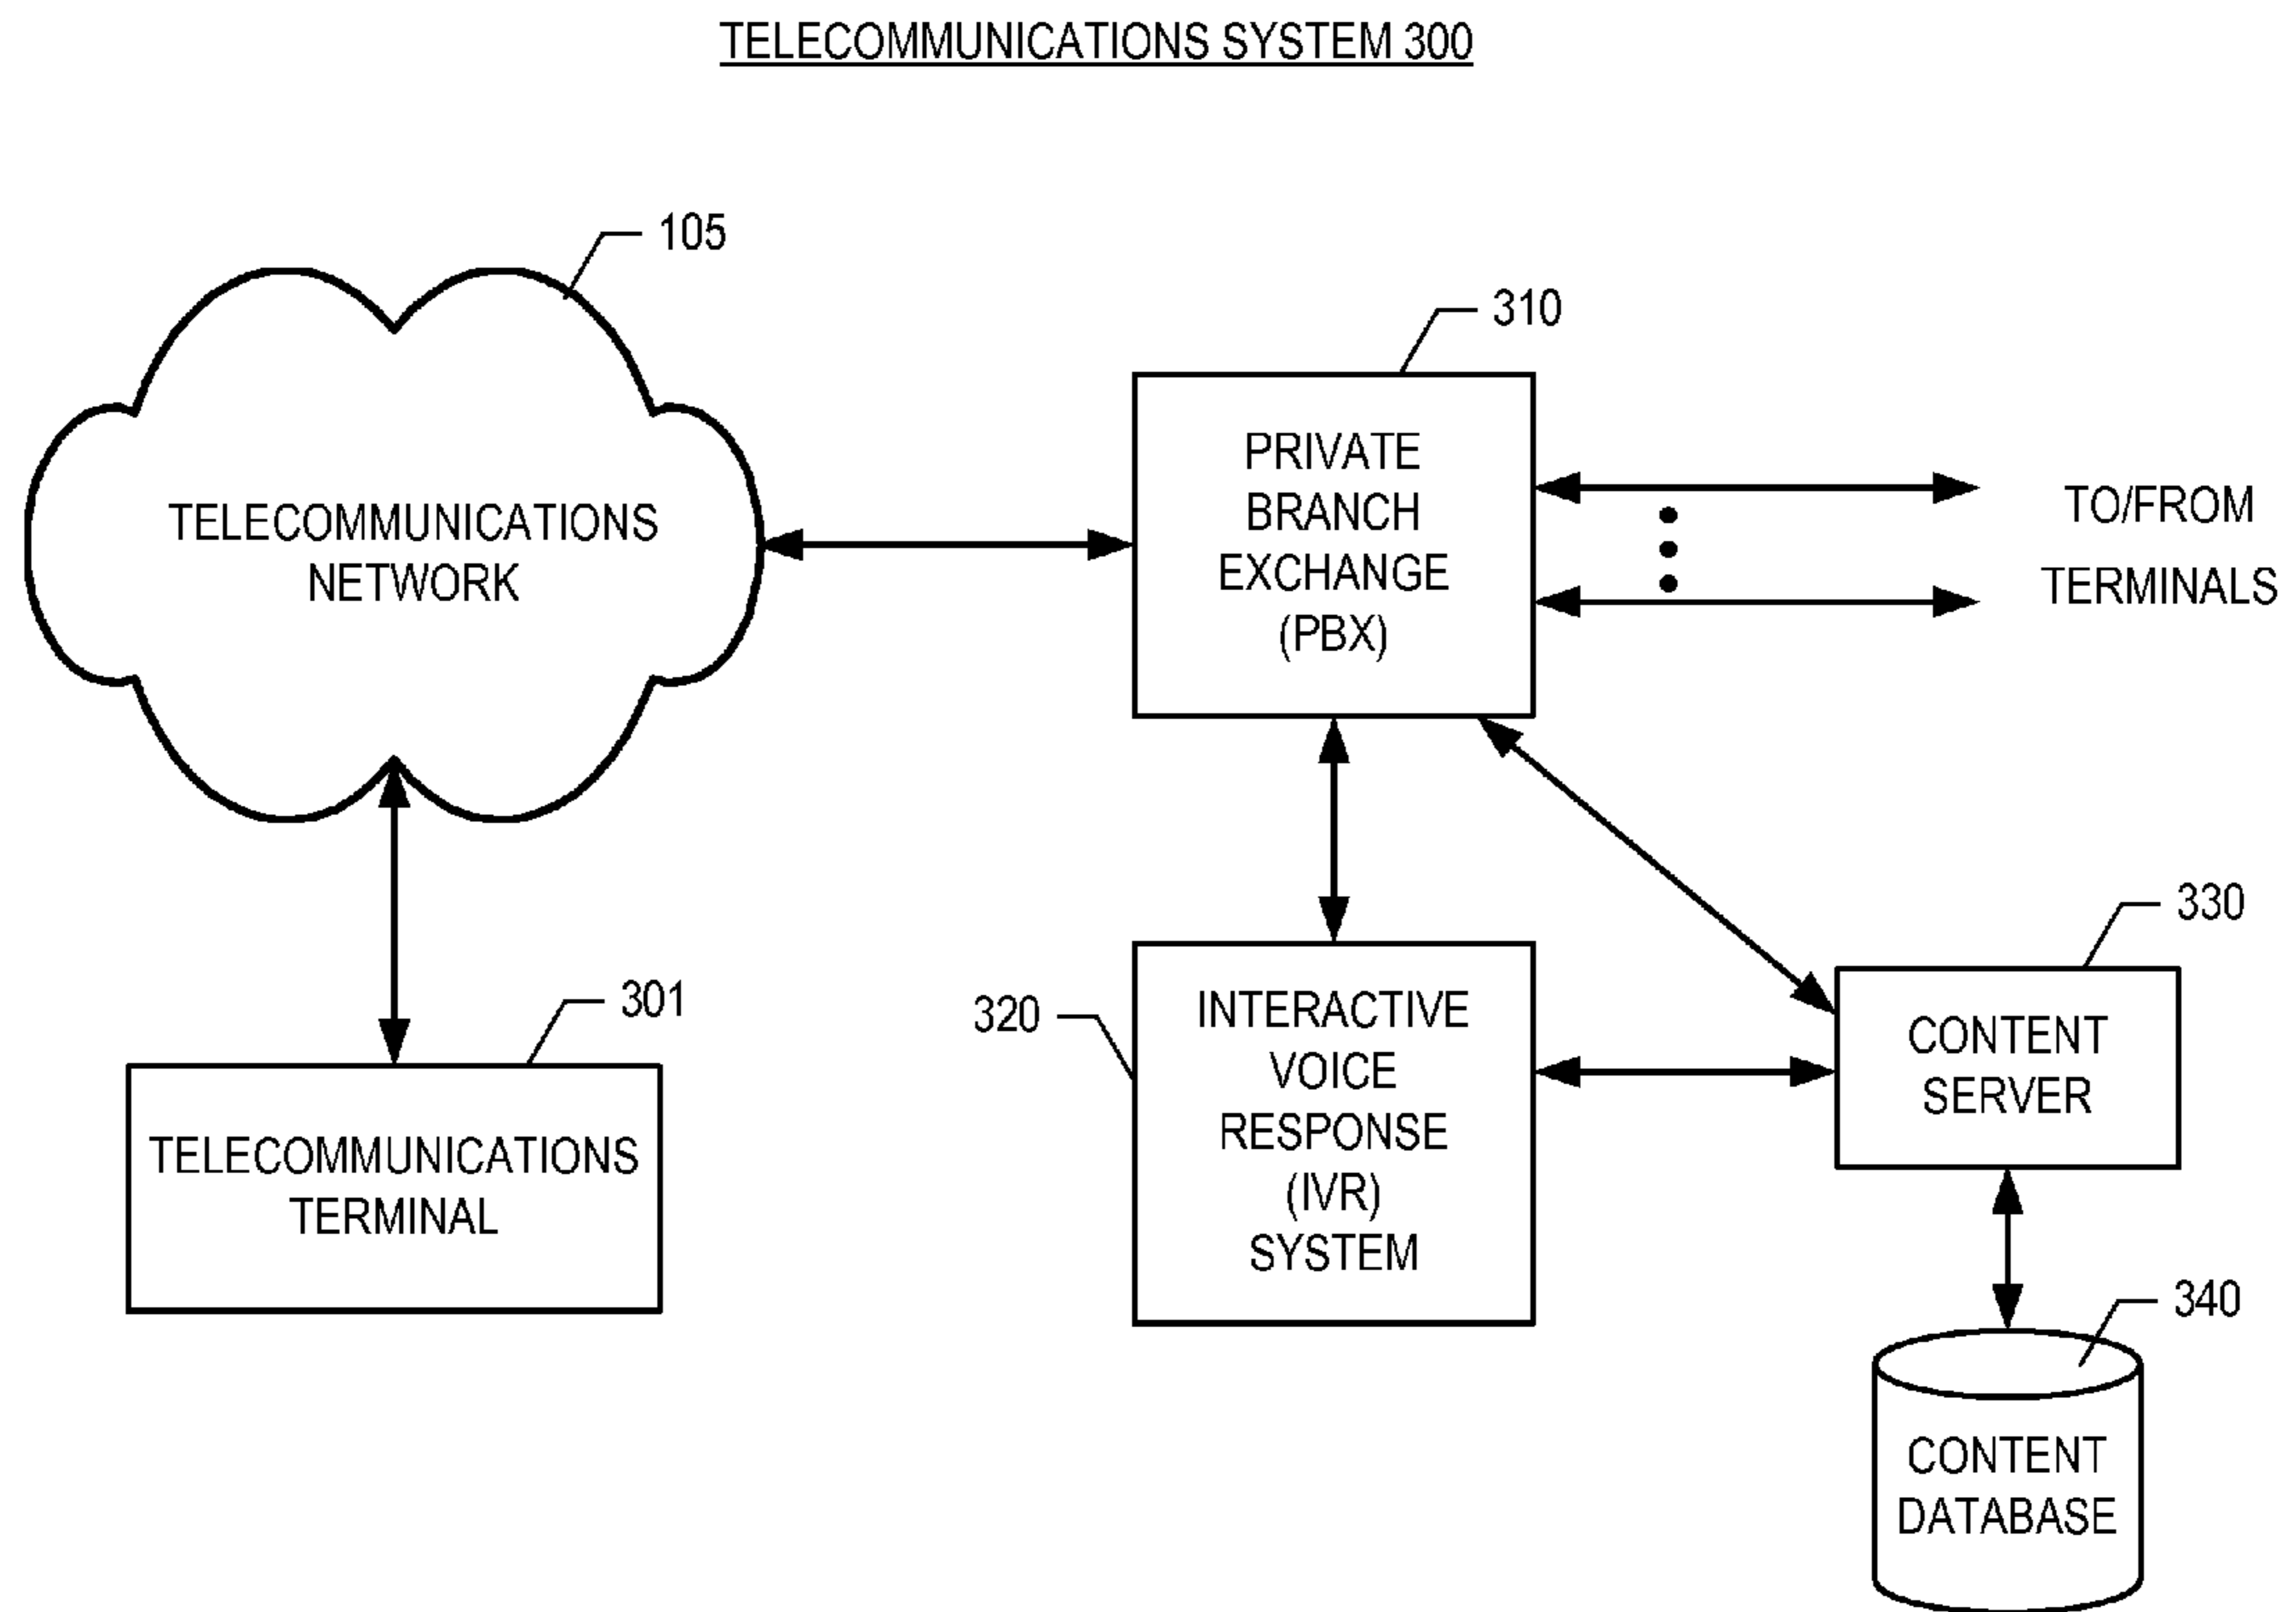 TELECOMMUNICATIONS SYSTEM 300
105
TELECOMMUNICATIONS
NETWORK
310
PRIVATE
BRANCH
EXCHANGE
(PBX)
TO/FROM
TERMINALS
301
TELECOMMUNICATIONS
TERMINAL
320
INTERACTIVE
VOICE
RESPONSE
(IVR)
SYSTEM
330
CONTENT
SERVER
340
CONTENT
DATABASE